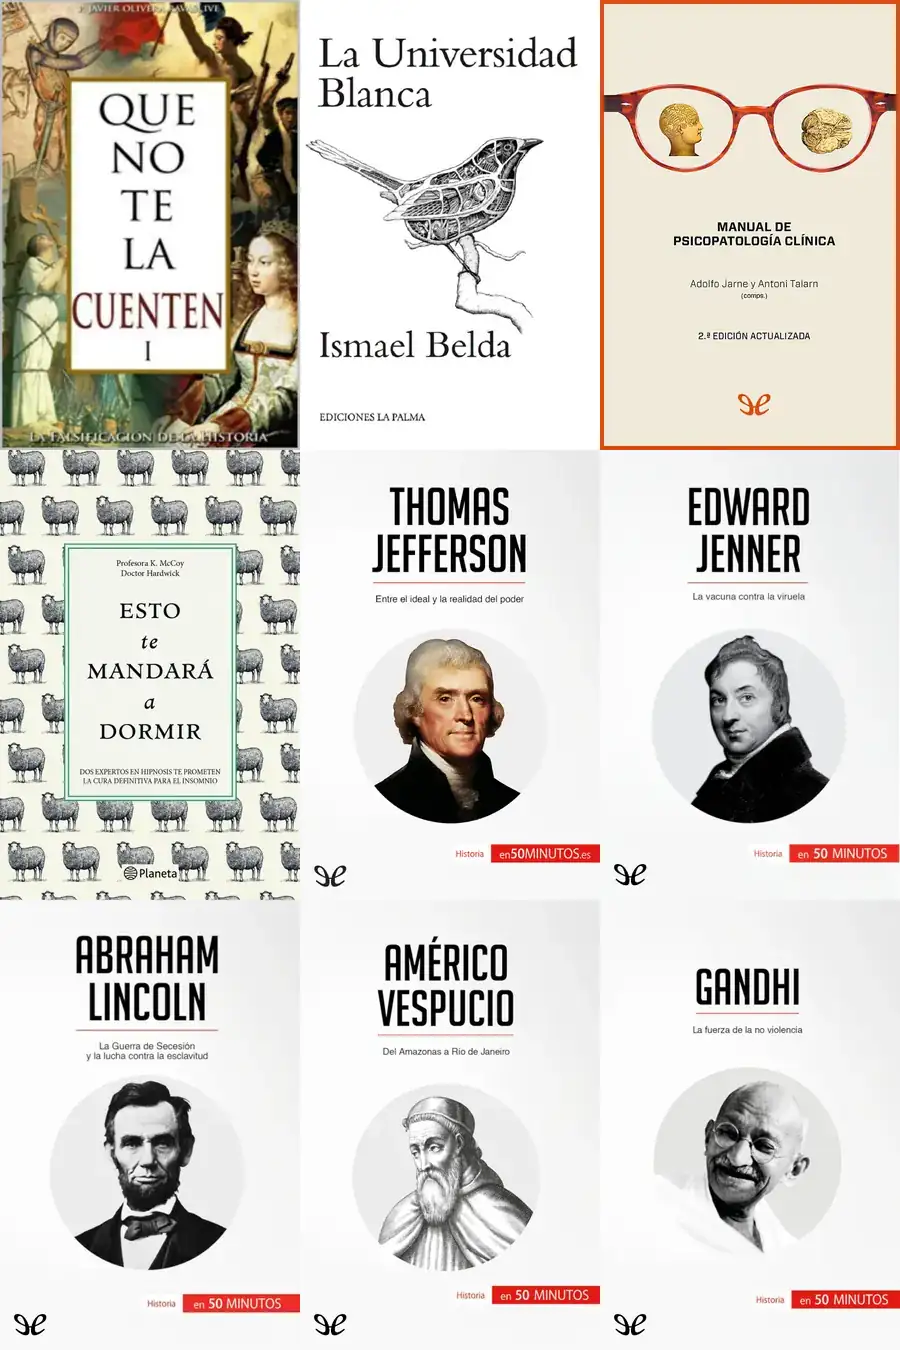 P. JAVIER OLIVERA RAVASI, IVE
QUE
NO
TE
LA
CUENTEN
I
LA FALSIFICACIÓN DE LA HISTORIA
La Universidad
Blanca
Ismael Belda
EDICIONES LA PALMA
MANUAL DE
PSICOPATOLOGÍA CLÍNICA
Adolfo Jarne y Antoni Talarn
(comps.)
2.ª EDICIÓN ACTUALIZADA
Profesora K. McCoy
Doctor Hardwick
ESTO
te
MANDARÁ
a
DORMIR
DOS EXPERTOS EN HIPNOSIS TE PROMETEN
LA CURA DEFINITIVA PARA EL INSOMNIO
Planeta
THOMAS
JEFFERSON
Entre el ideal y la realidad del poder
Historia en50MINUTOS.es
EDWARD
JENNER
La vacuna contra la viruela
Historia en 50 MINUTOS
ABRAHAM
LINCOLN
La Guerra de Secesión
y la lucha contra la esclavitud
Historia en 50 MINUTOS
AMÉRICO
VESPUCIO
Del Amazonas a Río de Janeiro
Historia en 50 MINUTOS
GANDHI
La fuerza de la no violencia
Historia en 50 MINUTOS